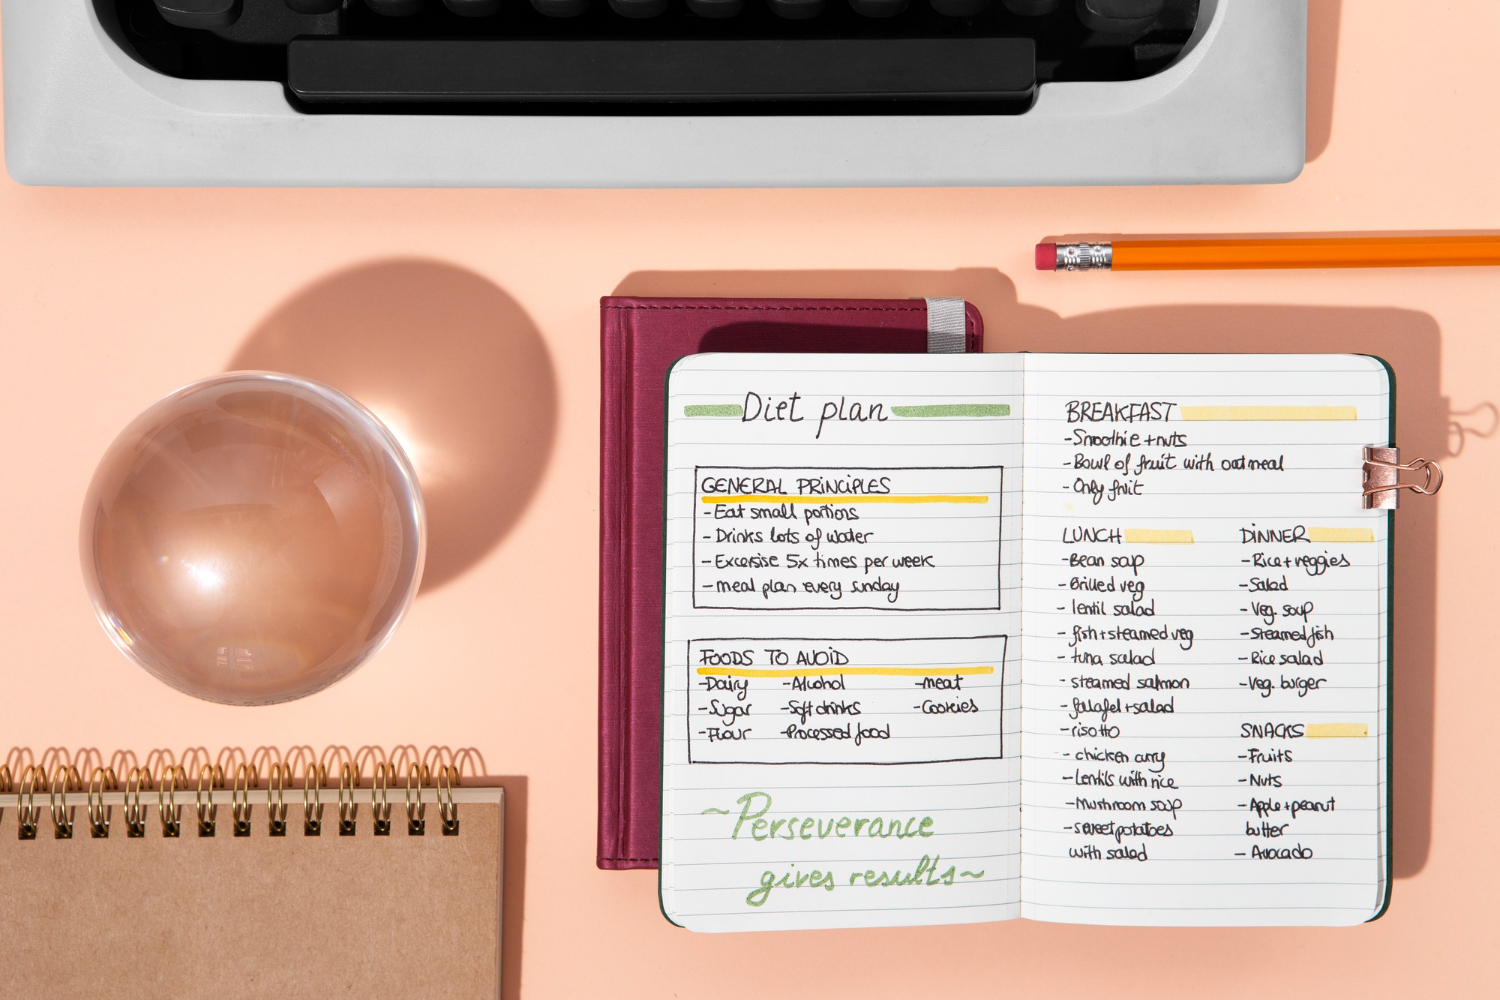 Diet plan
GENERAL PRINCIPLES
-Eat small portions
-Drinks lots of water
-Excersise 5x times per week
-meal plan every sunday
FOODS TO AVOID
-Dairy -Alcohol -meat
-Sugar -Soft drinks -Cookies
-Flour -Processed food
~Perseverance
gives results~
BREAKFAST
-Smoothie+nuts
-Bowl of fruit with oatmeal
-Only fruit
LUNCH
-Bean soup
-Grilled veg
- lentil salad
- fish+steamed veg
- tuna salad
- steamed salmon
- falafel+salad
-risotto
- chicken curry
-Lentils with rice
-Mushroom soup
-sweet potatoes
with salad
DINNER
-Rice+veggies
-Salad
-Veg. soup
-Steamed fish
-Rice salad
-Veg. burger
SNACKS
-Fruits
-Nuts
-Apple+peanut
butter
- Avocado